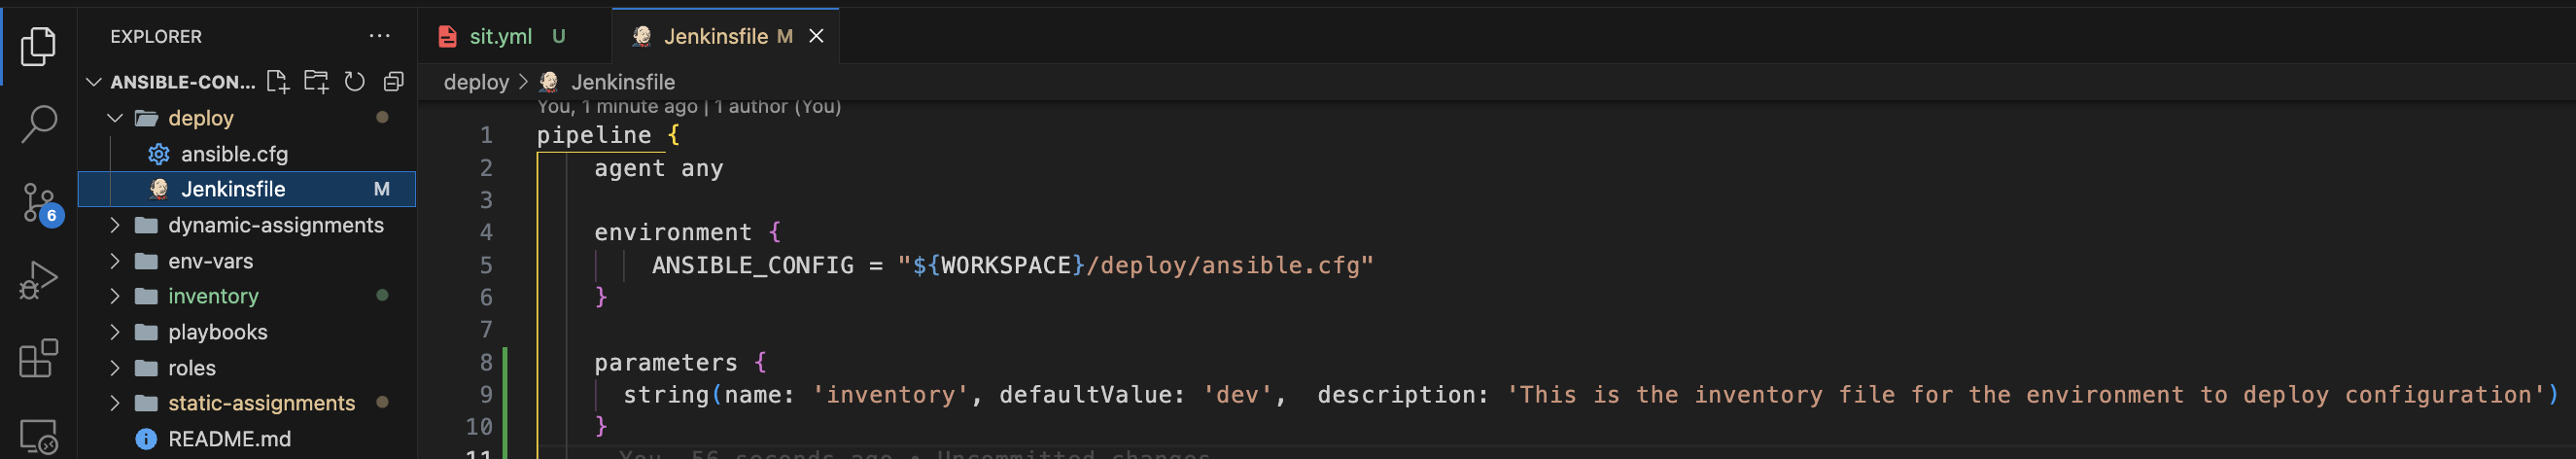 EXPLORER
ANSIBLE-CON...
deploy
ansible.cfg
Jenkinsfile M
dynamic-assignments
env-vars
inventory
playbooks
roles
static-assignments
README.md
6
sit.yml U
Jenkinsfile M
deploy > Jenkinsfile
You, 1 minute ago | 1 author (You)
1 pipeline {
2 agent any
3
4 environment {
5 ANSIBLE_CONFIG = "${WORKSPACE}/deploy/ansible.cfg"
6 }
7
8 parameters {
9 string(name: 'inventory', defaultValue: 'dev',  description: 'This is the inventory file for the environment to deploy configuration')
10 }
11 You, 56 seconds ago • Uncommitted changes